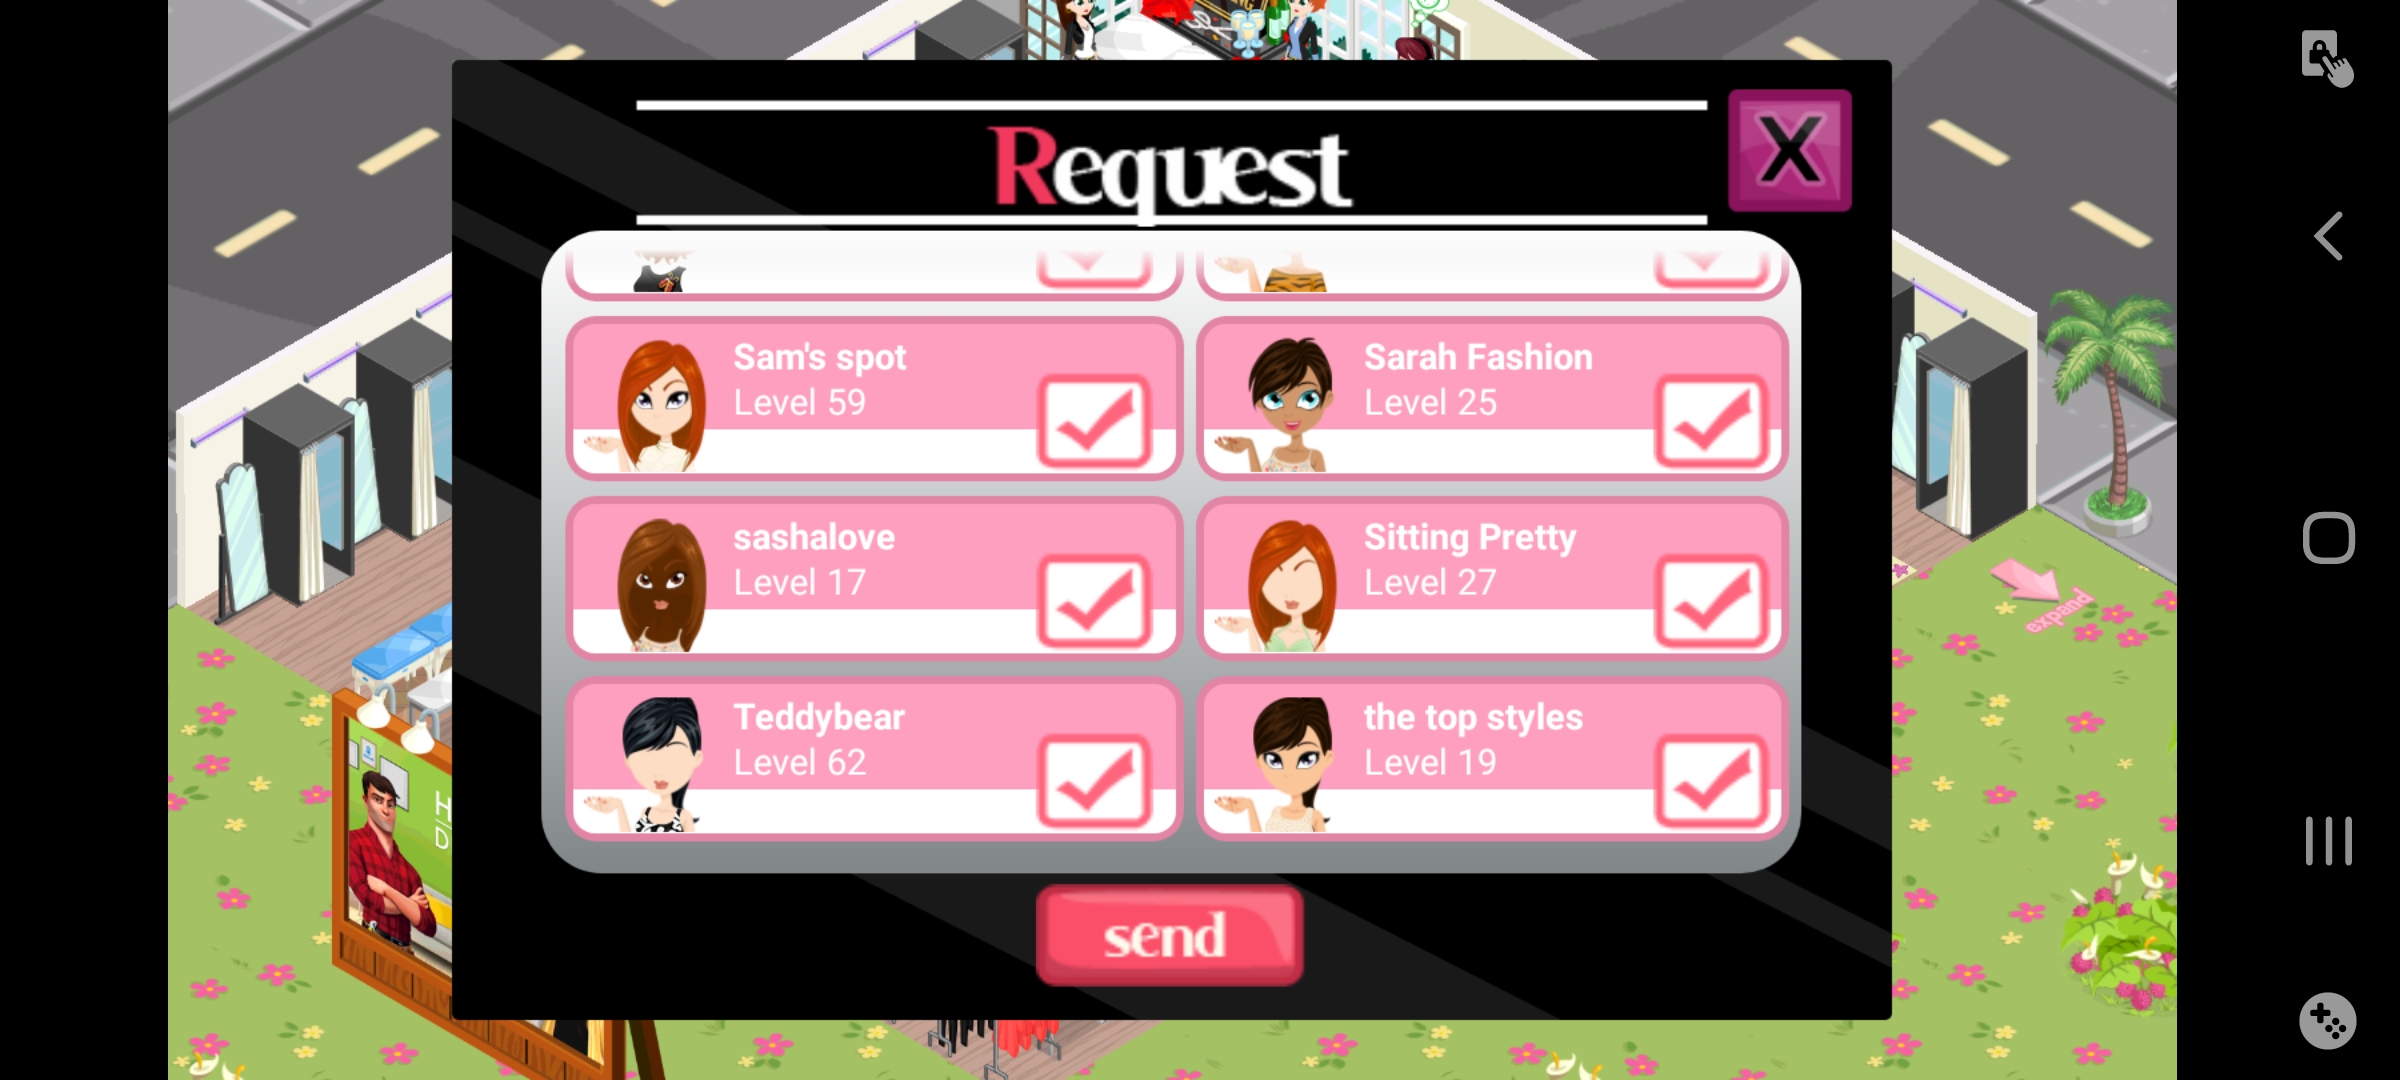 Request
X
Sam's spot
Level 59
Sarah Fashion
Level 25
sashalove
Level 17
Sitting Pretty
Level 27
Teddybear
Level 62
the top styles
Level 19
send
expand
H
D